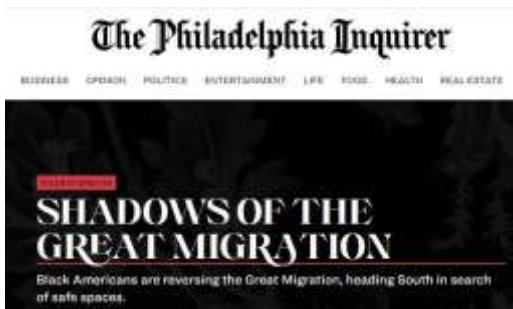 The Philadelphia Inquirer
BUSINESS OPINION POLITICS ENTERTAINMENT LIFE FOOD HEALTH REAL ESTATE
SHADOWS OF THE
GREAT MIGRATION
Black Americans are reversing the Great Migration, heading South in search
of safe spaces.